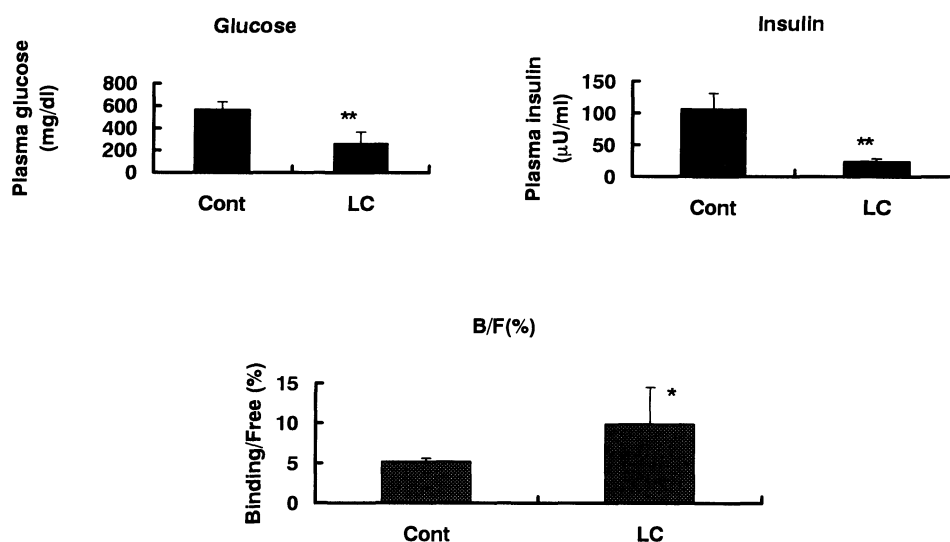 Glucose
Plasma glucose
(mg/dl)
800
600
400
200
0
**
Cont
LC
Insulin
Plasma insulin
(μU/ml)
150
100
50
0
**
Cont
LC
B/F(%)
Binding/Free (%)
15
10
5
0
*
Cont
LC